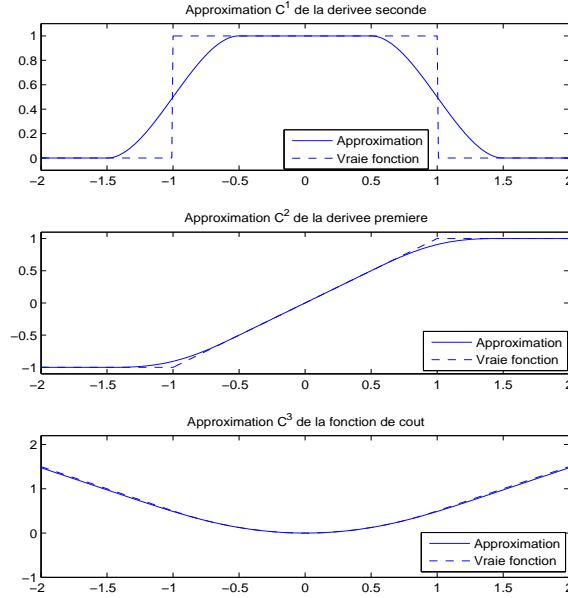 Approximation C¹ de la derivee seconde
1
0.8
0.6
0.4
0.2
0
Approximation
Vraie fonction
−2 −1.5 −1 −0.5 0 0.5 1 1.5 2
Approximation C² de la derivee premiere
1
0.5
0
−0.5
−1
Approximation
Vraie fonction
−2 −1.5 −1 −0.5 0 0.5 1 1.5 2
Approximation C³ de la fonction de cout
2
1
0
−1
Approximation
Vraie fonction
−2 −1.5 −1 −0.5 0 0.5 1 1.5 2